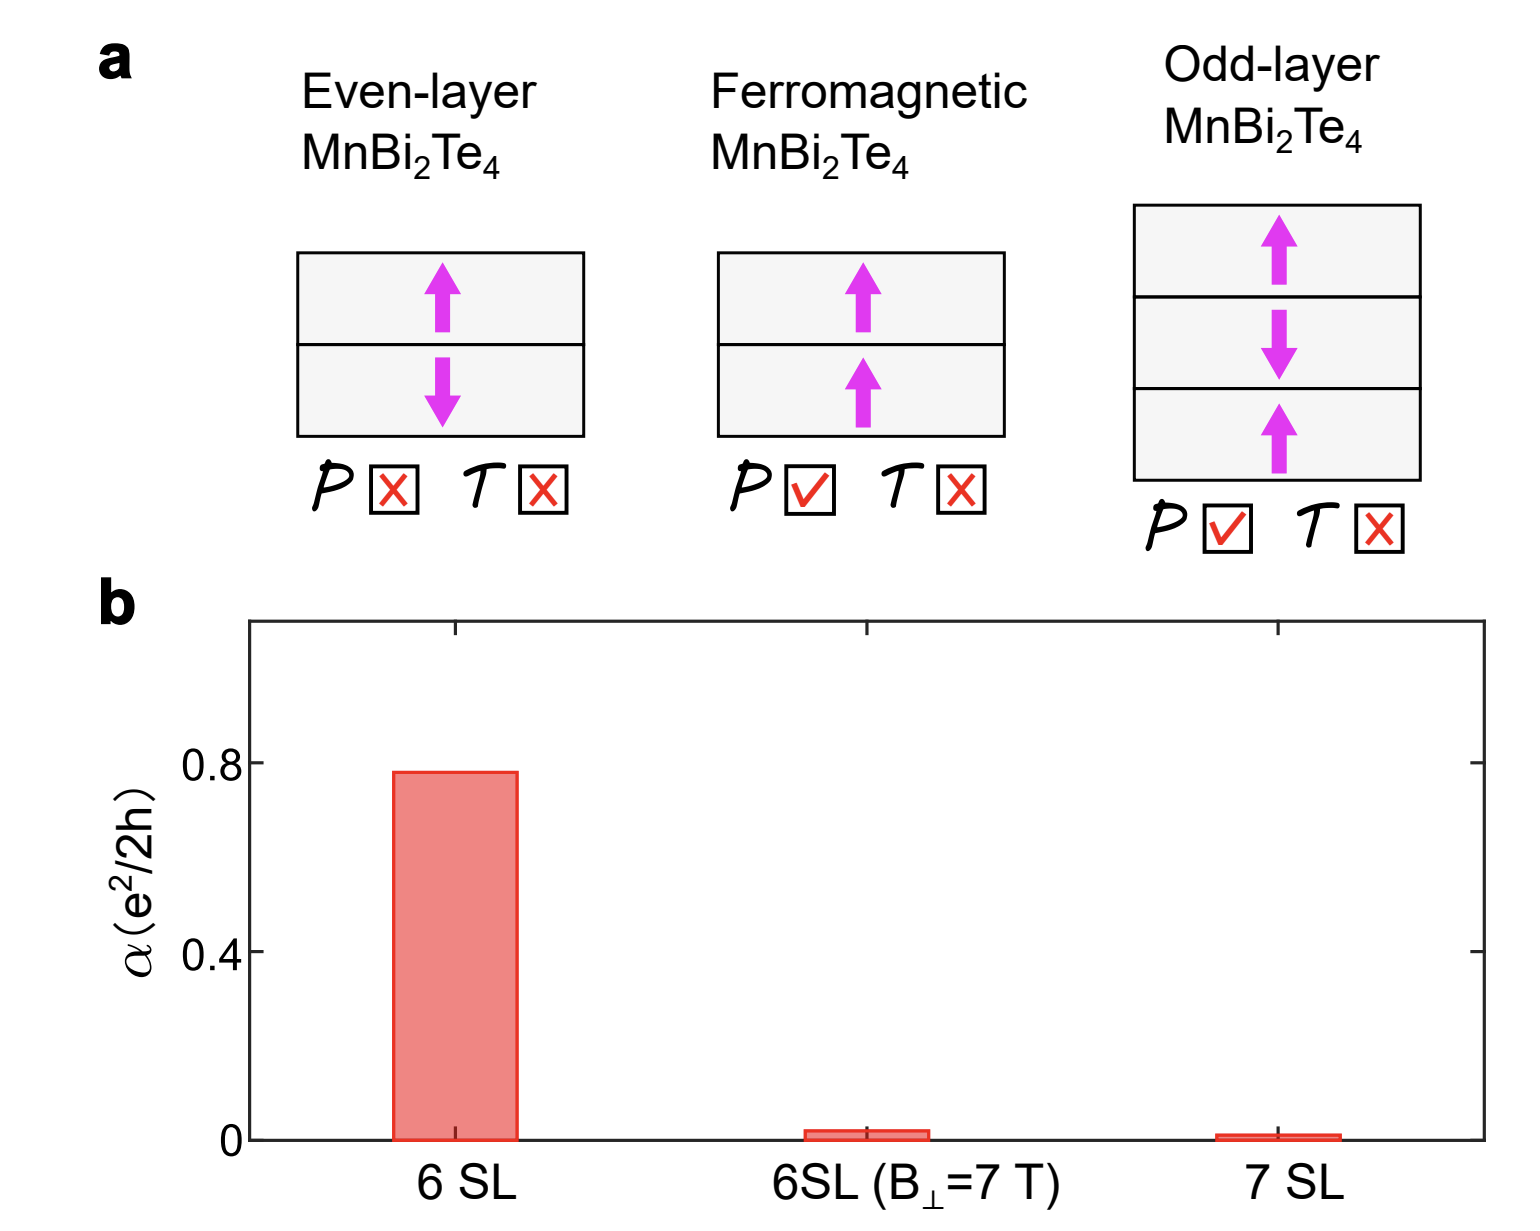 a
Even-layer
MnBi₂Te₄
Ferromagnetic
MnBi₂Te₄
Odd-layer
MnBi₂Te₄
P T
P T
P T
b
α(e²/2h)
0.8
0.4
0
6 SL
6SL (B⊥=7 T)
7 SL